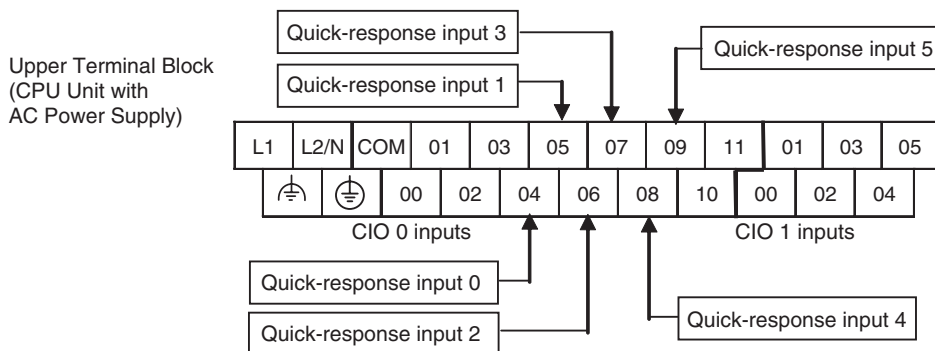 Quick-response input 3
Quick-response input 5
Upper Terminal Block
(CPU Unit with
AC Power Supply)
Quick-response input 1
L1 L2/N COM 01 03 05 07 09 11 01 03 05
00 02 04 06 08 10 00 02 04
CIO 0 inputs
CIO 1 inputs
Quick-response input 0
Quick-response input 4
Quick-response input 2